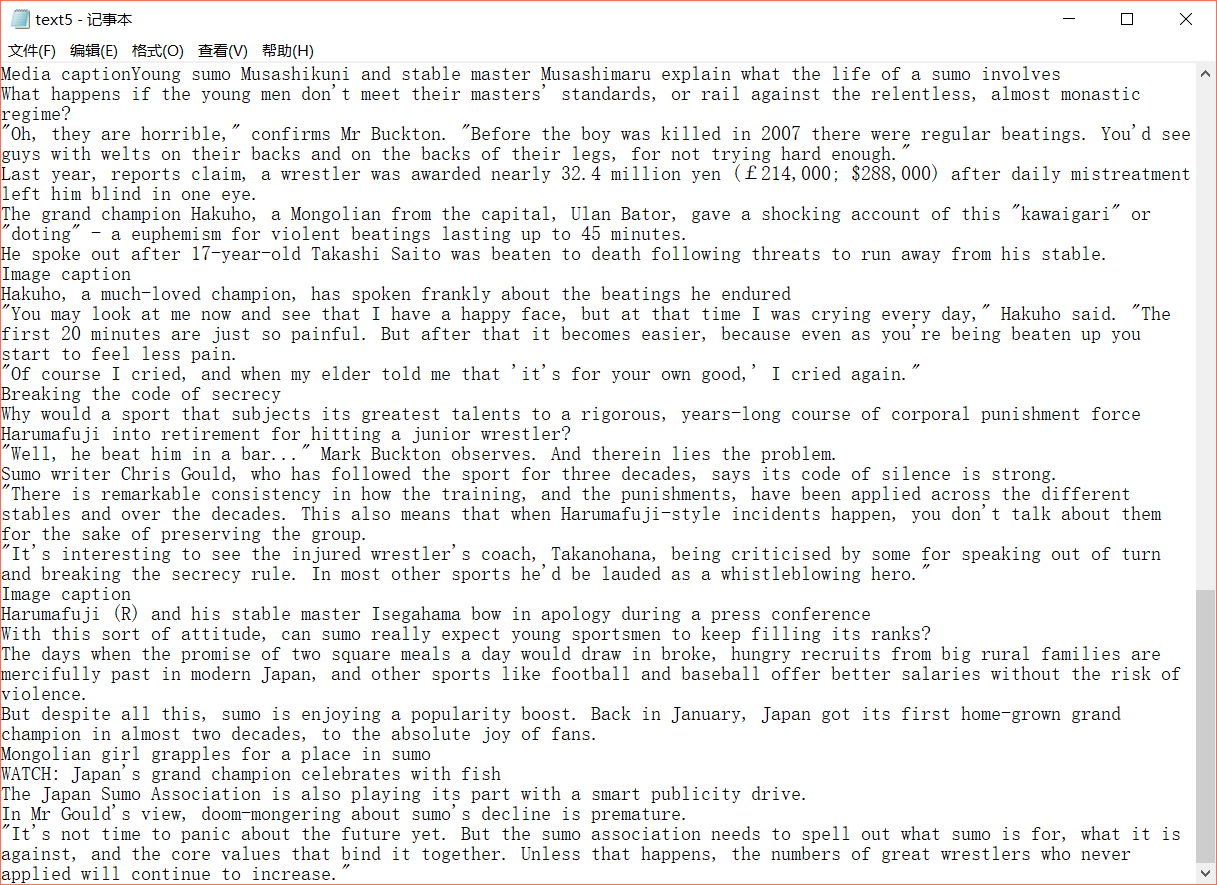 text5 - 记事本
文件(F) 编辑(E) 格式(O) 查看(V) 帮助(H)
Media captionYoung sumo Musashikuni and stable master Musashimaru explain what the life of a sumo involves
What happens if the young men don't meet their masters' standards, or rail against the relentless, almost monastic
regime?
"Oh, they are horrible," confirms Mr Buckton. "Before the boy was killed in 2007 there were regular beatings. You'd see
guys with welts on their backs and on the backs of their legs, for not trying hard enough."
Last year, reports claim, a wrestler was awarded nearly 32.4 million yen (￡214,000; $288,000) after daily mistreatment
left him blind in one eye.
The grand champion Hakuho, a Mongolian from the capital, Ulan Bator, gave a shocking account of this "kawaigari" or
"doting" - a euphemism for violent beatings lasting up to 45 minutes.
He spoke out after 17-year-old Takashi Saito was beaten to death following threats to run away from his stable.
Image caption
Hakuho, a much-loved champion, has spoken frankly about the beatings he endured
"You may look at me now and see that I have a happy face, but at that time I was crying every day," Hakuho said. "The
first 20 minutes are just so painful. But after that it becomes easier, because even as you're being beaten up you
start to feel less pain.
"Of course I cried, and when my elder told me that 'it's for your own good,' I cried again."
Breaking the code of secrecy
Why would a sport that subjects its greatest talents to a rigorous, years-long course of corporal punishment force
Harumafuji into retirement for hitting a junior wrestler?
"Well, he beat him in a bar..." Mark Buckton observes. And therein lies the problem.
Sumo writer Chris Gould, who has followed the sport for three decades, says its code of silence is strong.
"There is remarkable consistency in how the training, and the punishments, have been applied across the different
stables and over the decades. This also means that when Harumafuji-style incidents happen, you don't talk about them
for the sake of preserving the group.
"It's interesting to see the injured wrestler's coach, Takanohana, being criticised by some for speaking out of turn
and breaking the secrecy rule. In most other sports he'd be lauded as a whistleblowing hero."
Image caption
Harumafuji (R) and his stable master Isegahama bow in apology during a press conference
With this sort of attitude, can sumo really expect young sportsmen to keep filling its ranks?
The days when the promise of two square meals a day would draw in broke, hungry recruits from big rural families are
mercifully past in modern Japan, and other sports like football and baseball offer better salaries without the risk of
violence.
But despite all this, sumo is enjoying a popularity boost. Back in January, Japan got its first home-grown grand
champion in almost two decades, to the absolute joy of fans.
Mongolian girl grapples for a place in sumo
WATCH: Japan's grand champion celebrates with fish
The Japan Sumo Association is also playing its part with a smart publicity drive.
In Mr Gould's view, doom-mongering about sumo's decline is premature.
"It's not time to panic about the future yet. But the sumo association needs to spell out what sumo is for, what it is
against, and the core values that bind it together. Unless that happens, the numbers of great wrestlers who never
applied will continue to increase."